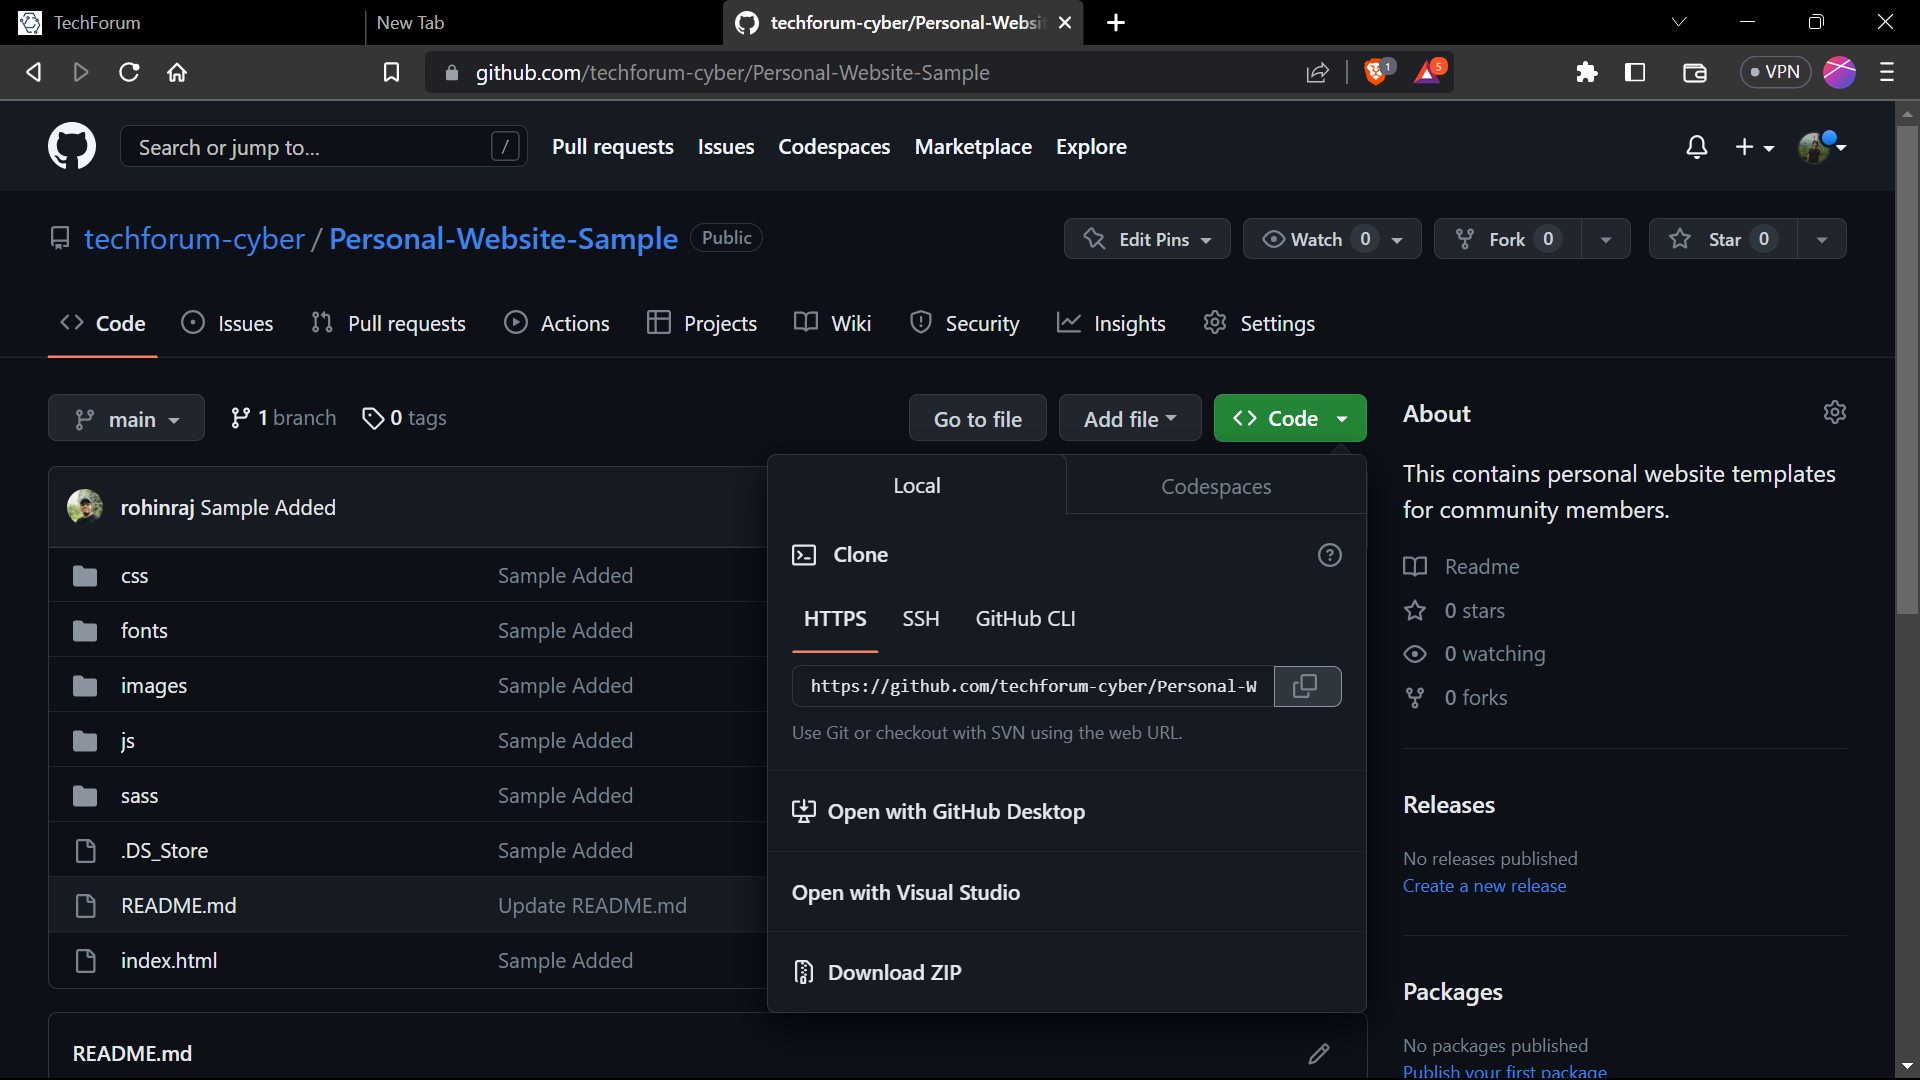 TechForum
New Tab
techforum-cyber/Personal-Websi
github.com/techforum-cyber/Personal-Website-Sample
1
5
VPN
Search or jump to...
/
Pull requests
Issues
Codespaces
Marketplace
Explore
techforum-cyber / Personal-Website-Sample
Public
Edit Pins
Watch 0
Fork 0
Star 0
Code
Issues
Pull requests
Actions
Projects
Wiki
Security
Insights
Settings
main
1 branch
0 tags
Go to file
Add file
Code
rohinraj Sample Added
css Sample Added
fonts Sample Added
images Sample Added
js Sample Added
sass Sample Added
.DS_Store Sample Added
README.md Update README.md
index.html Sample Added
README.md
Local
Codespaces
Clone
HTTPS
SSH
GitHub CLI
https://github.com/techforum-cyber/Personal-W
Use Git or checkout with SVN using the web URL.
Open with GitHub Desktop
Open with Visual Studio
Download ZIP
About
This contains personal website templates
for community members.
Readme
0 stars
0 watching
0 forks
Releases
No releases published
Create a new release
Packages
No packages published
Publish your first package